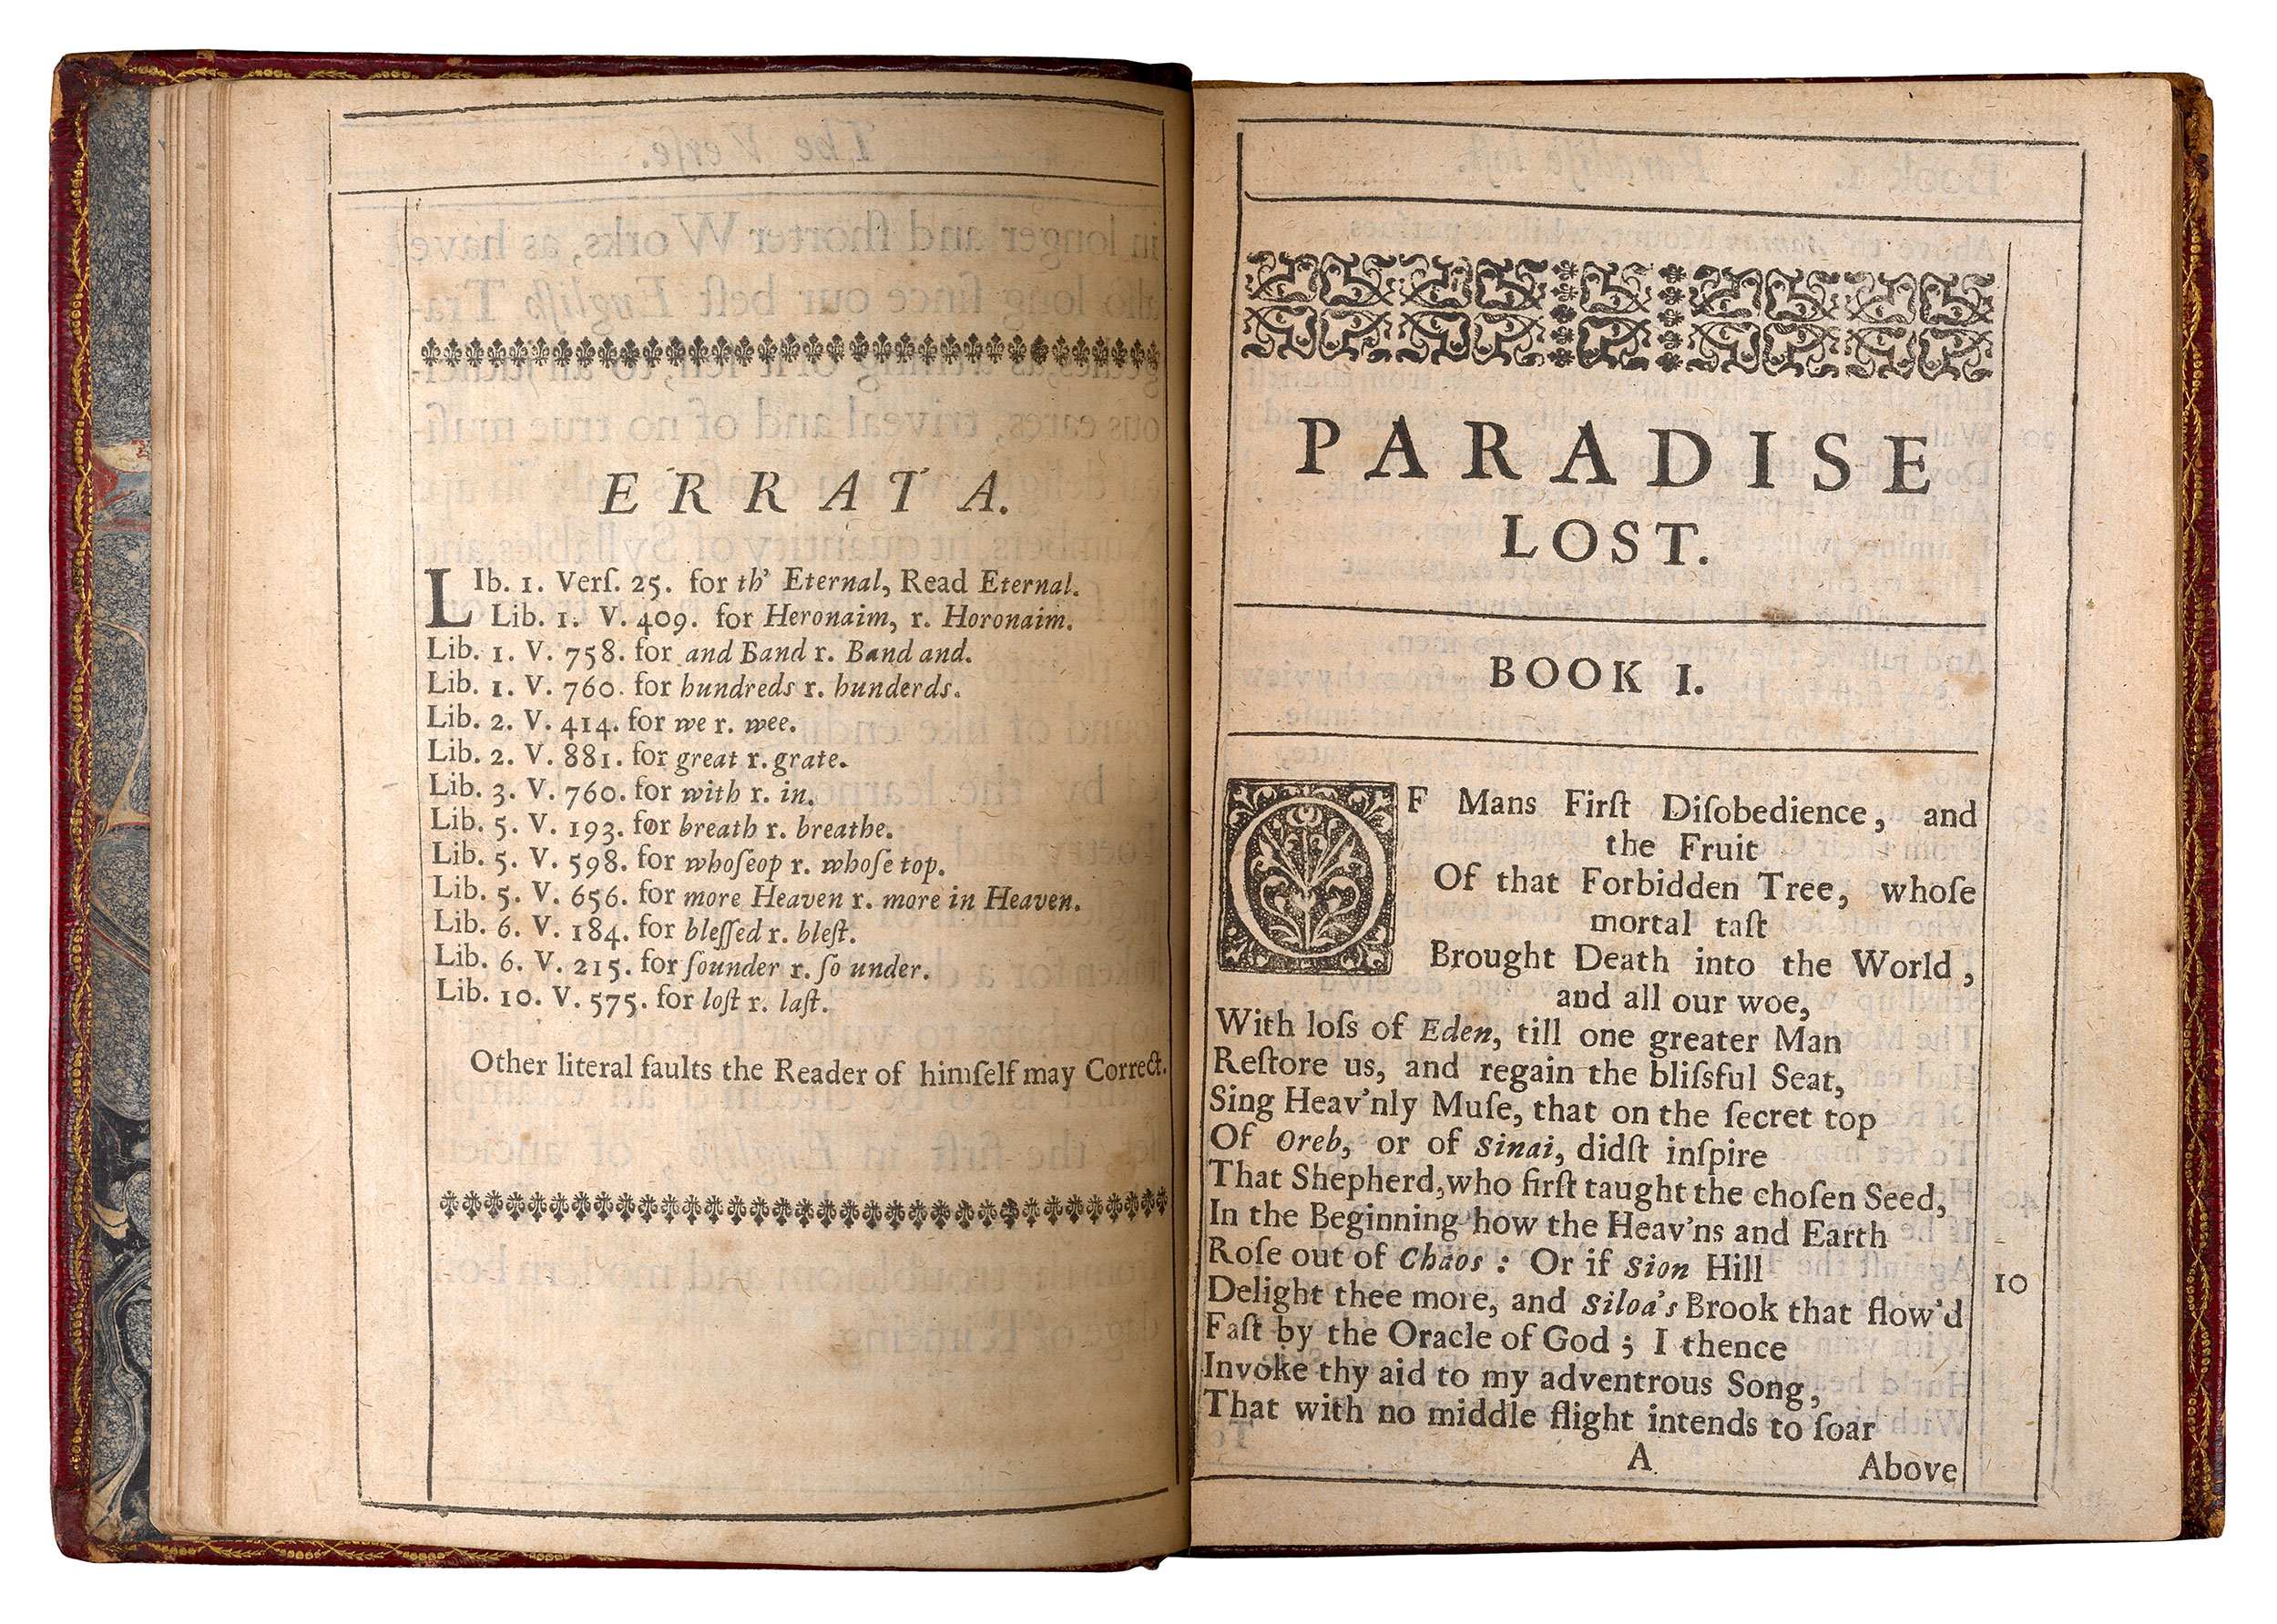 ERRATA.
LIb. 1. Verſ. 25. for th' Eternal, Read Eternal.
Lib. 1. V. 409. for Heronaim, r. Horonaim.
Lib. 1. V. 758. for and Band r. Band and.
Lib. 1. V. 760. for hundreds r. hunderds.
Lib. 2. V. 414. for we r. wee.
Lib. 2. V. 881. for great r. grate.
Lib. 3. V. 760. for with r. in.
Lib. 5. V. 193. for breath r. breathe.
Lib. 5. V. 598. for whoſeop r. whoſe top.
Lib. 5. V. 656. for more Heaven r. more in Heaven.
Lib. 6. V. 184. for bleſſed r. bleſt.
Lib. 6. V. 215. for ſounder r. ſo under.
Lib. 10. V. 575. for loſt r. laſt.
Other literal faults the Reader of himſelf may Correct.
PARADISE
LOST.
BOOK I.
OF Mans Firſt Diſobedience, and
the Fruit
Of that Forbidden Tree, whoſe
mortal taſt
Brought Death into the World,
and all our woe,
With loſs of Eden, till one greater Man
Reſtore us, and regain the bliſsful Seat,
Sing Heav'nly Muſe, that on the ſecret top
Of Oreb, or of Sinai, didſt inſpire
That Shepherd, who firſt taught the choſen Seed,
In the Beginning how the Heav'ns and Earth
Roſe out of Chaos: Or if Sion Hill
Delight thee more, and Siloa's Brook that flow'd 10
Faſt by the Oracle of God; I thence
Invoke thy aid to my adventrous Song,
That with no middle flight intends to ſoar
A Above